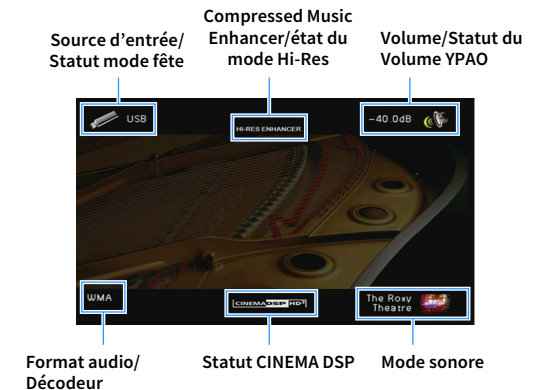 Source d'entrée/
Statut mode fête
Compressed Music
Enhancer/état du
mode Hi-Res
Volume/Statut du
Volume YPAO
USB
HI-RES ENHANCER
-40.0dB
WMA
CINEMA DSP HD³
The Roxy
Theatre
Format audio/
Décodeur
Statut CINEMA DSP
Mode sonore